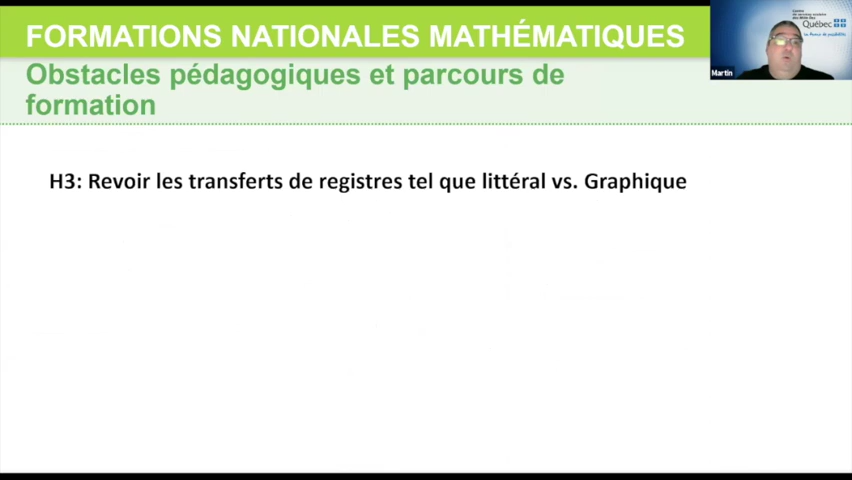 FORMATIONS NATIONALES MATHÉMATIQUES
Obstacles pédagogiques et parcours de
formation
H3: Revoir les transferts de registres tel que littéral vs. Graphique
Québec
Martin